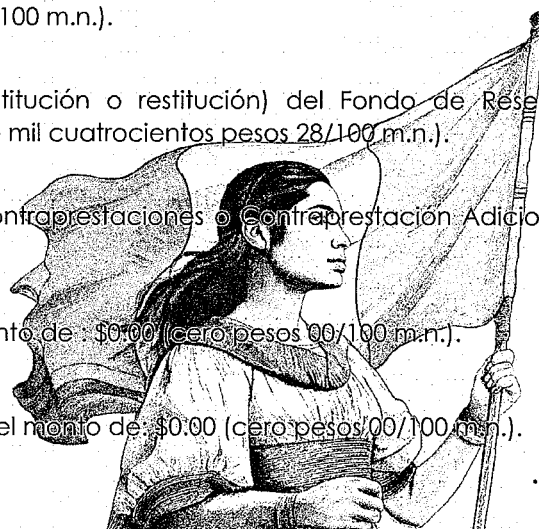 100 m.n.).
titución o restitución) del Fondo de Rese
mil cuatrocientos pesos 28/100 m.n.).
ontraprestaciones o Contraprestación Adicio
nto de : $0.00 (cero pesos 00/100 m.n.).
el monto de: $0.00 (cero pesos 00/100 m.n.).